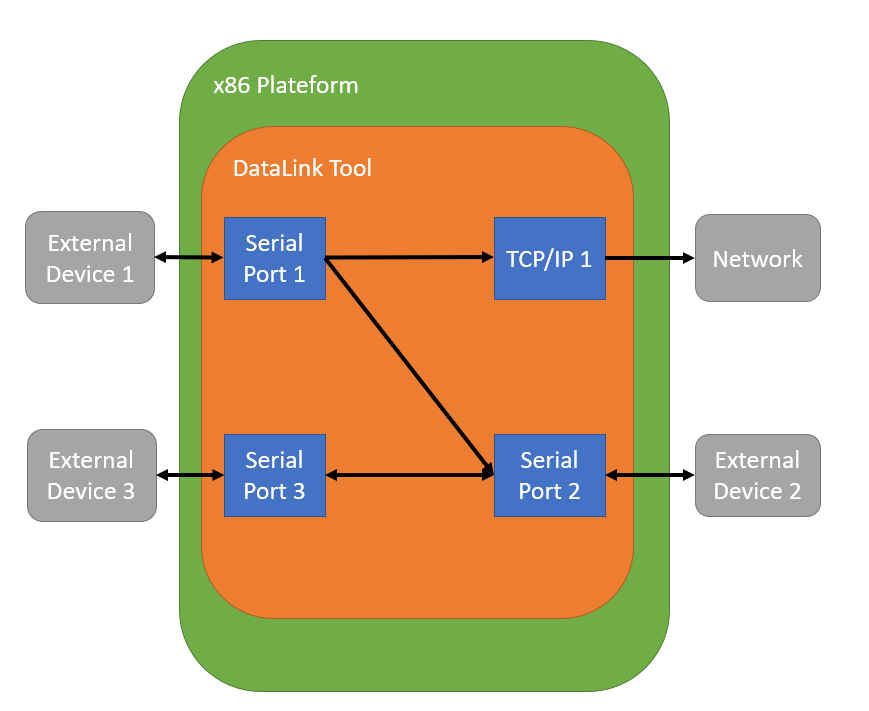 x86 Plateform
DataLink Tool
External
Device 1
Serial
Port 1
TCP/IP 1
Network
External
Device 3
Serial
Port 3
Serial
Port 2
External
Device 2